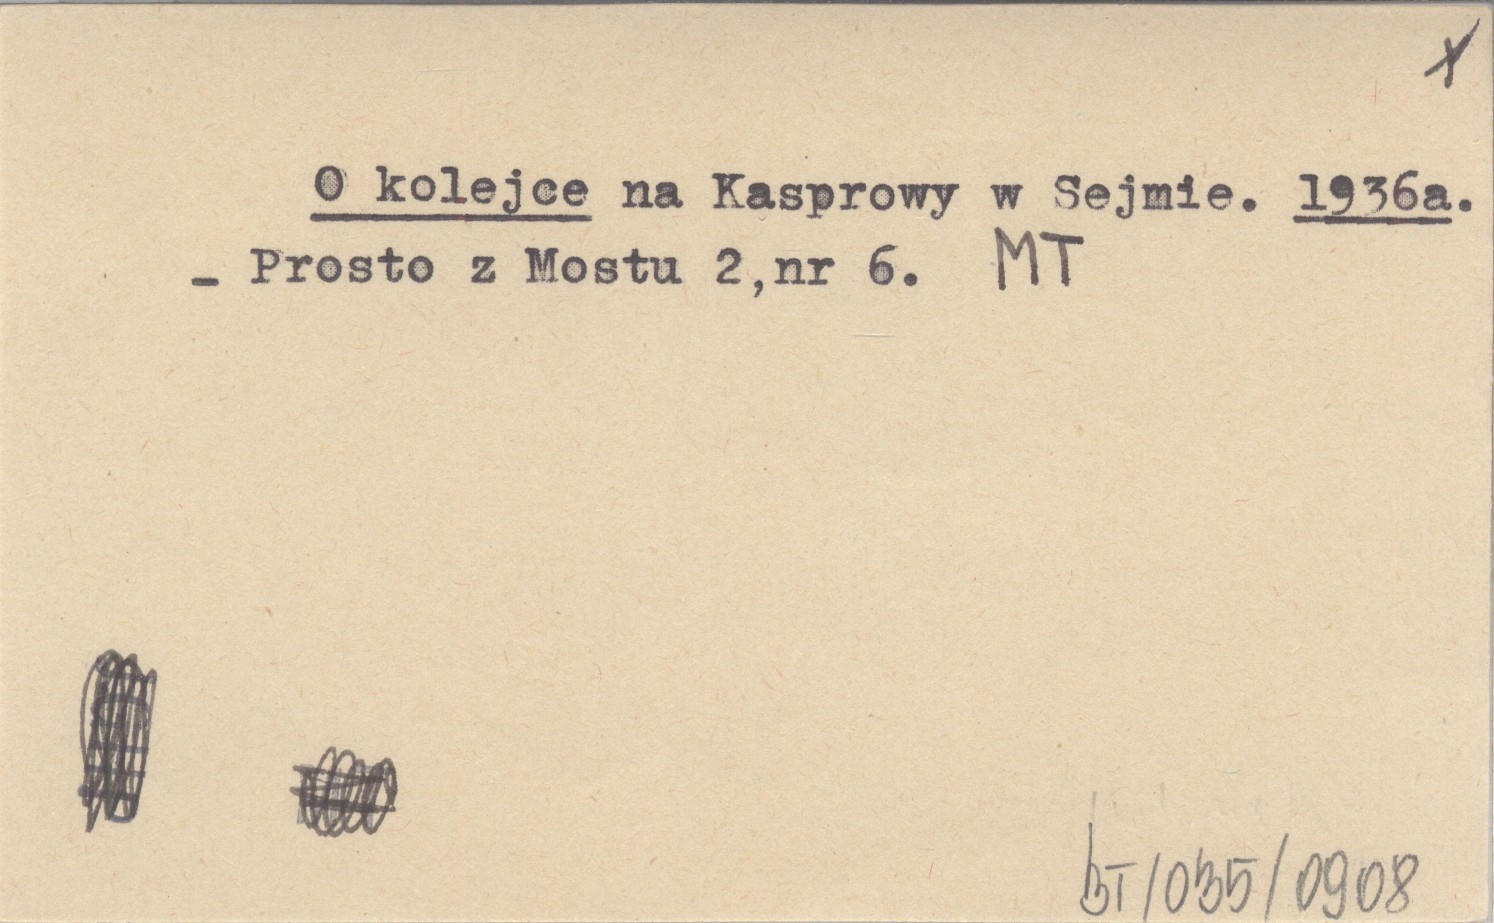 O kolejce na Kasprowy w Sejmie. 1936a.
- Prosto z Mostu 2,nr 6. MT
BT/035/0908